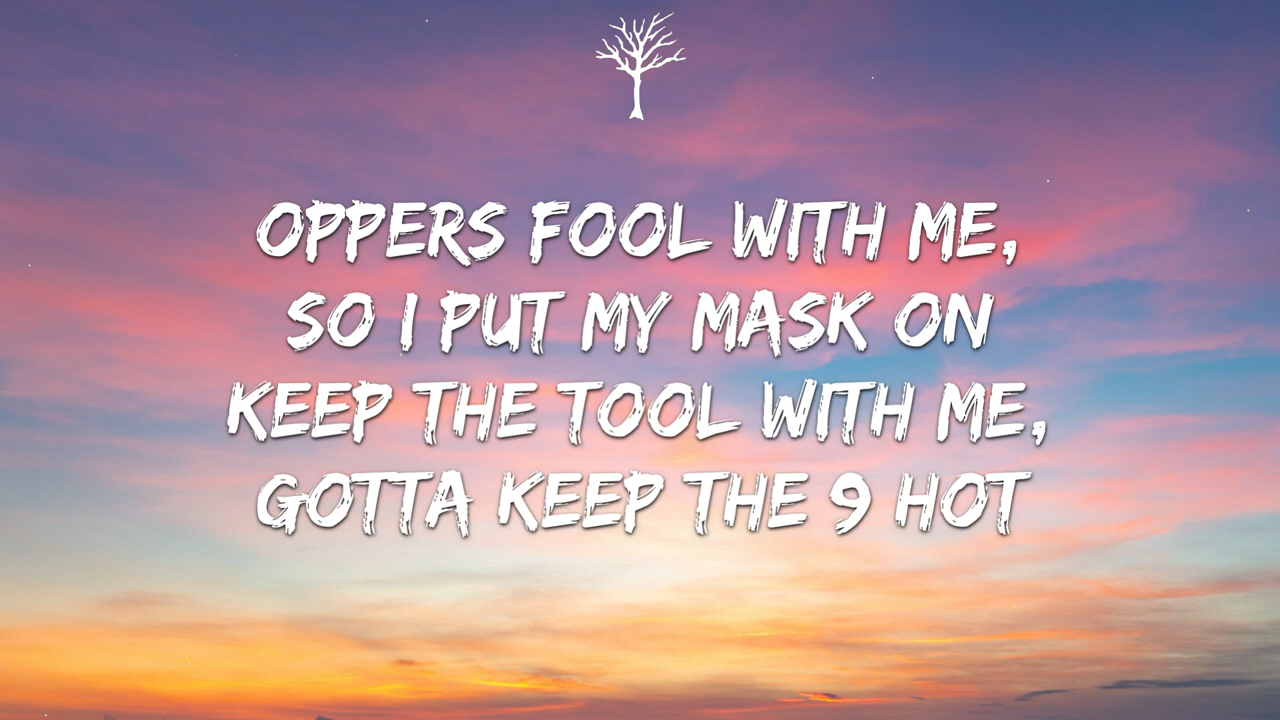 OPPERS FOOL WITH ME,
SO I PUT MY MASK ON
KEEP THE TOOL WITH ME,
GOTTA KEEP THE 9 HOT